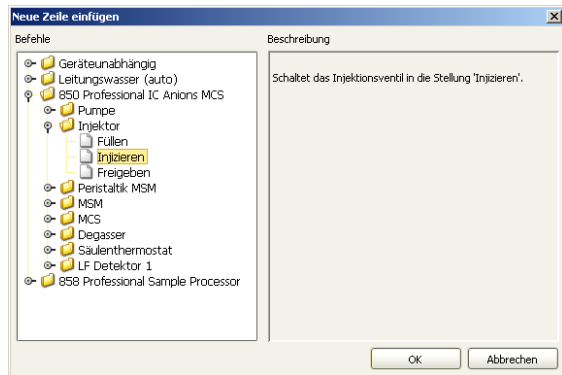 Neue Zeile einfügen
Befehle
Beschreibung
Geräteunabhängig
Leitungswasser (auto)
850 Professional IC Anions MCS
Pumpe
Injektor
Füllen
Injizieren
Freigeben
Peristaltik MSM
MSM
MCS
Degasser
Säulenthermostat
LF Detektor 1
858 Professional Sample Processor
Schaltet das Injektionsventil in die Stellung 'Injizieren'.
OK
Abbrechen